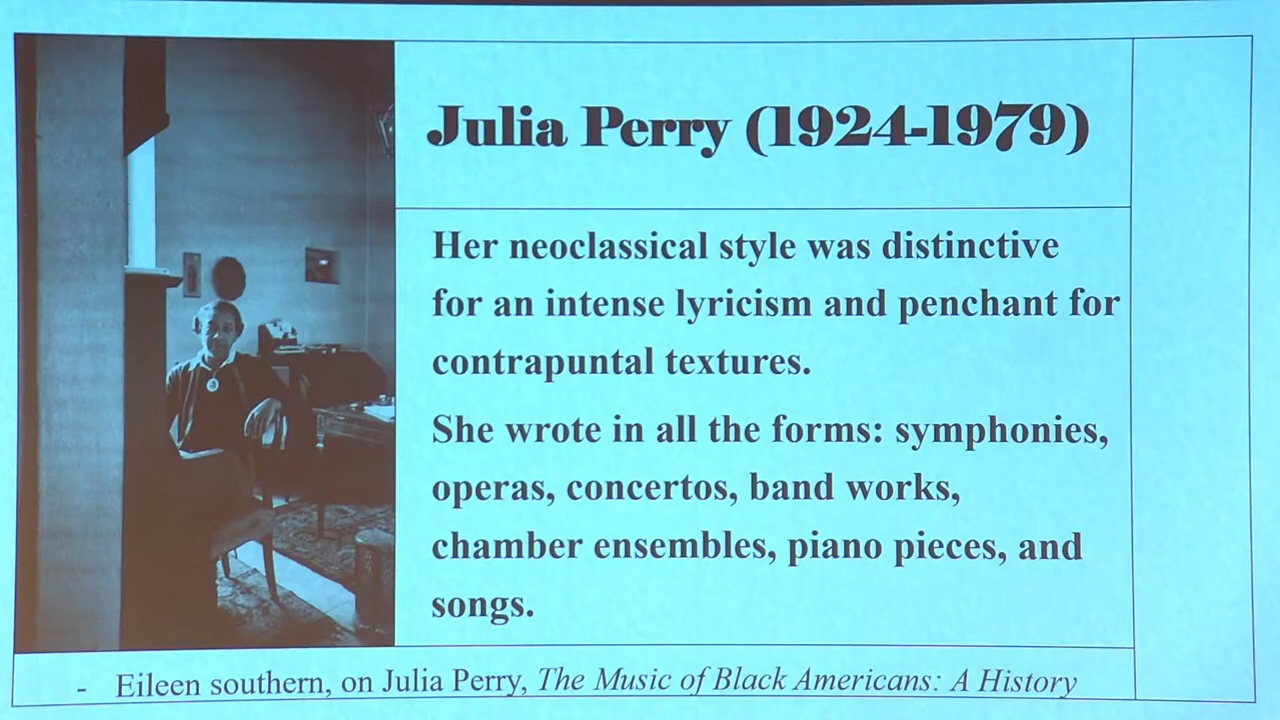 Julia Perry (1924-1979)
Her neoclassical style was distinctive
for an intense lyricism and penchant for
contrapuntal textures.
She wrote in all the forms: symphonies,
operas, concertos, band works,
chamber ensembles, piano pieces, and
songs.
- Eileen southern, on Julia Perry, The Music of Black Americans: A History